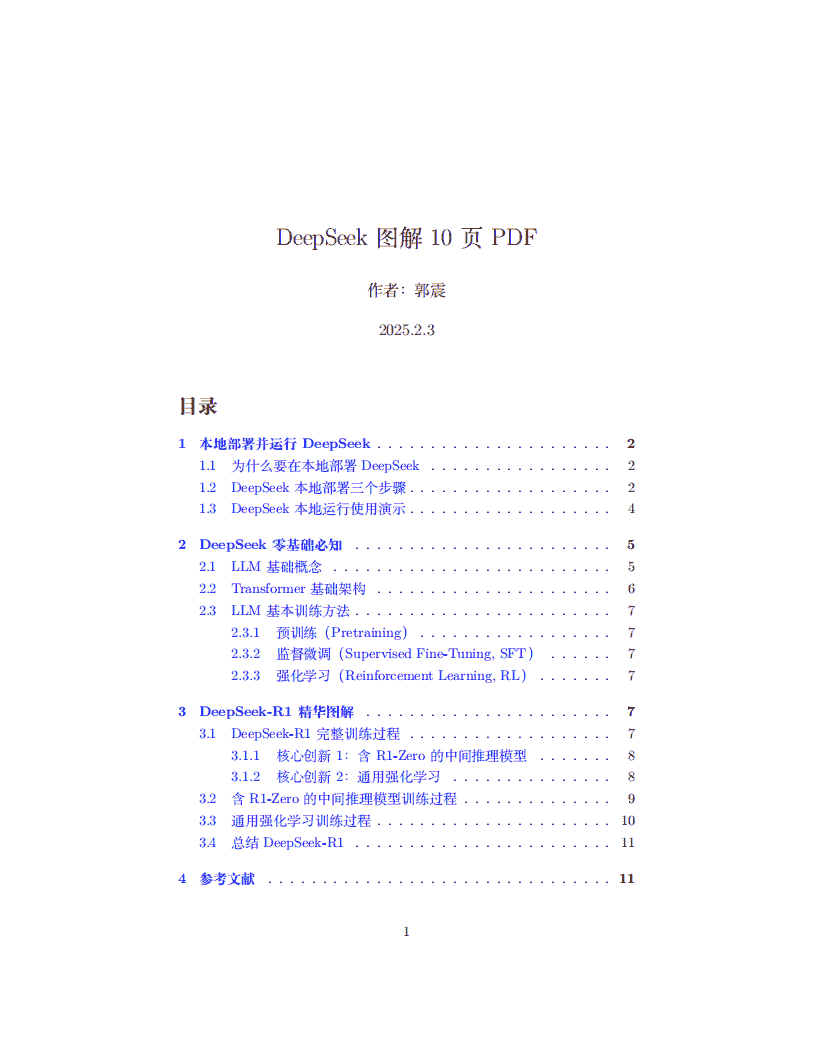 DeepSeek 图解 10 页 PDF
作者：郭震
2025.2.3
目录
1 本地部署并运行 DeepSeek . . . . . . . . . . . . . . . . . . . . . . 2
1.1 为什么要在本地部署 DeepSeek . . . . . . . . . . . . . . . . . 2
1.2 DeepSeek 本地部署三个步骤 . . . . . . . . . . . . . . . . . . . 2
1.3 DeepSeek 本地运行使用演示 . . . . . . . . . . . . . . . . . . . 4
2 DeepSeek 零基础必知 . . . . . . . . . . . . . . . . . . . . . . . . 5
2.1 LLM 基础概念 . . . . . . . . . . . . . . . . . . . . . . . . . . 5
2.2 Transformer 基础架构 . . . . . . . . . . . . . . . . . . . . . . 6
2.3 LLM 基本训练方法 . . . . . . . . . . . . . . . . . . . . . . . . 7
2.3.1 预训练（Pretraining） . . . . . . . . . . . . . . . . . . 7
2.3.2 监督微调（Supervised Fine-Tuning, SFT） . . . . . . 7
2.3.3 强化学习（Reinforcement Learning, RL） . . . . . . . 7
3 DeepSeek-R1 精华图解 . . . . . . . . . . . . . . . . . . . . . . . 7
3.1 DeepSeek-R1 完整训练过程 . . . . . . . . . . . . . . . . . . . 7
3.1.1 核心创新 1：含 R1-Zero 的中间推理模型 . . . . . . . 8
3.1.2 核心创新 2：通用强化学习 . . . . . . . . . . . . . . . 8
3.2 含 R1-Zero 的中间推理模型训练过程 . . . . . . . . . . . . . . 9
3.3 通用强化学习训练过程 . . . . . . . . . . . . . . . . . . . . . . 10
3.4 总结 DeepSeek-R1 . . . . . . . . . . . . . . . . . . . . . . . . 11
4 参考文献 . . . . . . . . . . . . . . . . . . . . . . . . . . . . . . . . 11
1